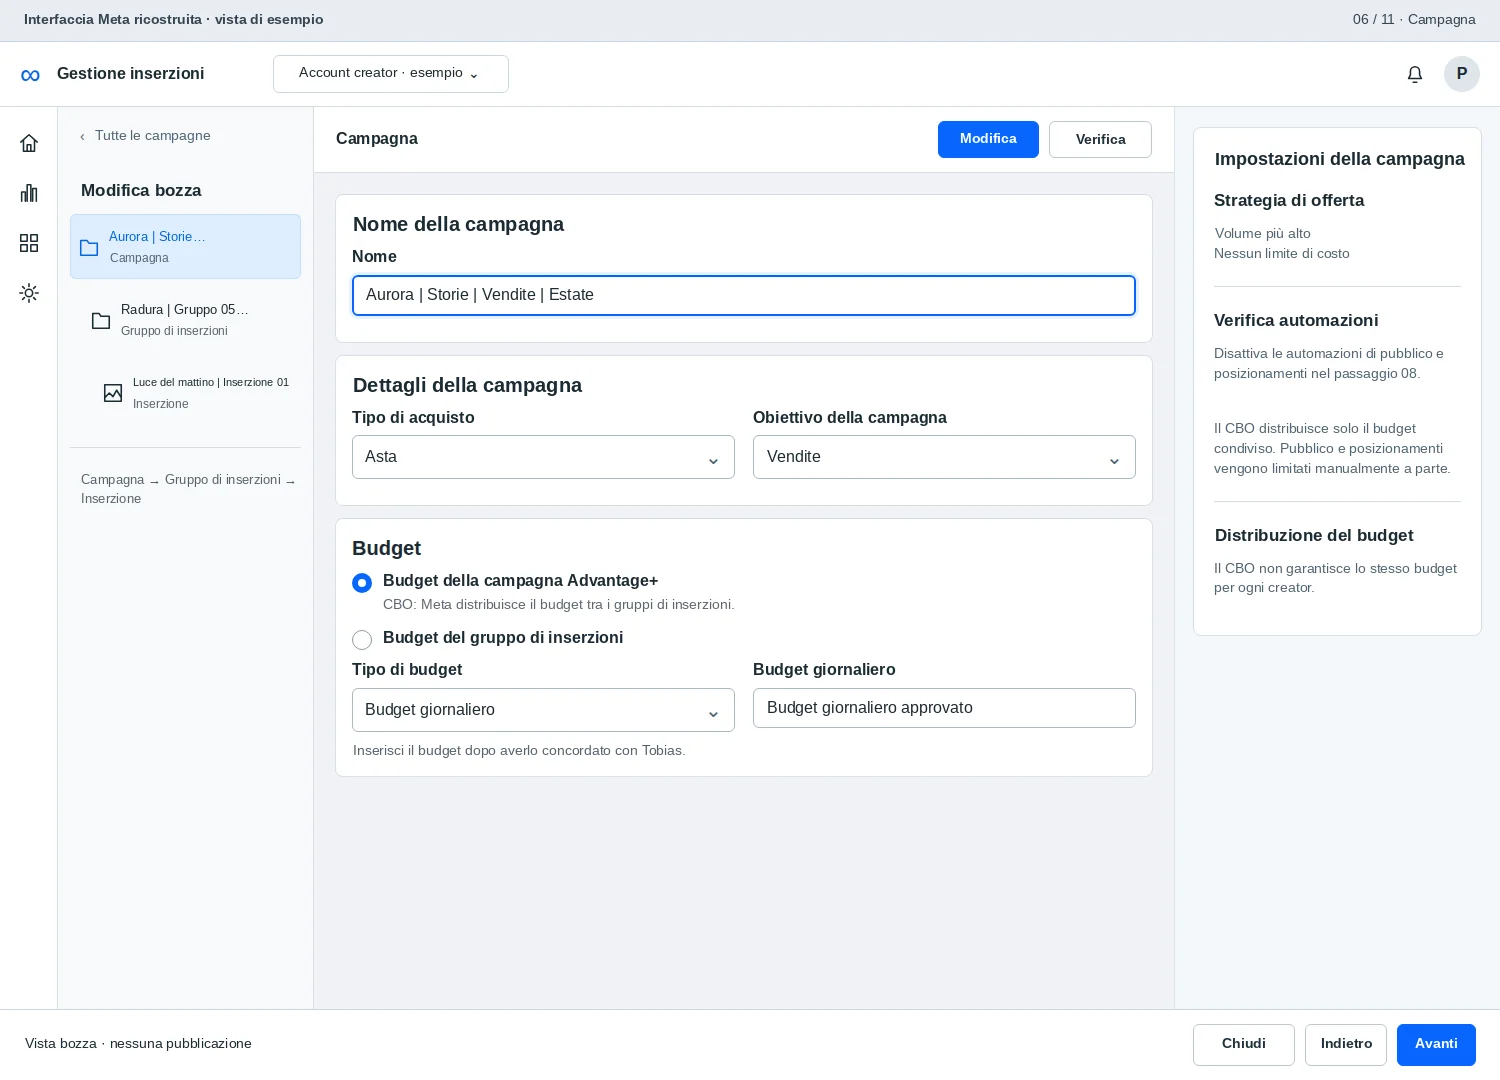 Interfaccia Meta ricostruita · vista di esempio
06 / 11 · Campagna
Gestione inserzioni
Account creator · esempio
P
‹ Tutte le campagne
Modifica bozza
Aurora | Storie…
Campagna
Radura | Gruppo 05…
Gruppo di inserzioni
Luce del mattino | Inserzione 01
Inserzione
Campagna → Gruppo di inserzioni →
Inserzione
Campagna
Modifica
Verifica
Nome della campagna
Nome
Aurora | Storie | Vendite | Estate
Dettagli della campagna
Tipo di acquisto
Obiettivo della campagna
Asta
Vendite
Budget
Budget della campagna Advantage+
CBO: Meta distribuisce il budget tra i gruppi di inserzioni.
Budget del gruppo di inserzioni
Tipo di budget
Budget giornaliero
Budget giornaliero
Budget giornaliero approvato
Inserisci il budget dopo averlo concordato con Tobias.
Impostazioni della campagna
Strategia di offerta
Volume più alto
Nessun limite di costo
Verifica automazioni
Disattiva le automazioni di pubblico e
posizionamenti nel passaggio 08.
Il CBO distribuisce solo il budget
condiviso. Pubblico e posizionamenti
vengono limitati manualmente a parte.
Distribuzione del budget
Il CBO non garantisce lo stesso budget
per ogni creator.
Vista bozza · nessuna pubblicazione
Chiudi
Indietro
Avanti